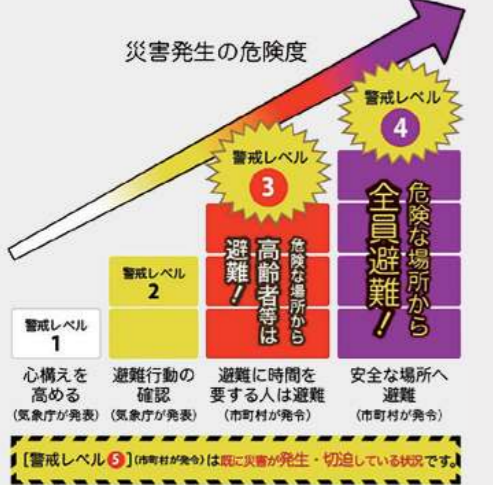 災害発生の危険度
警戒レベル
4
危険な場所から
全員避難！
警戒レベル
3
危険な場所から
高齢者等は
避難！
警戒レベル
2
警戒レベル
1
心構えを
高める
(気象庁が発表)
避難行動の
確認
(気象庁が発表)
避難に時間を
要する人は避難
(市町村が発令)
安全な場所へ
避難
(市町村が発令)
[警戒レベル5](市町村が発令)は既に災害が発生・切迫している状況です。